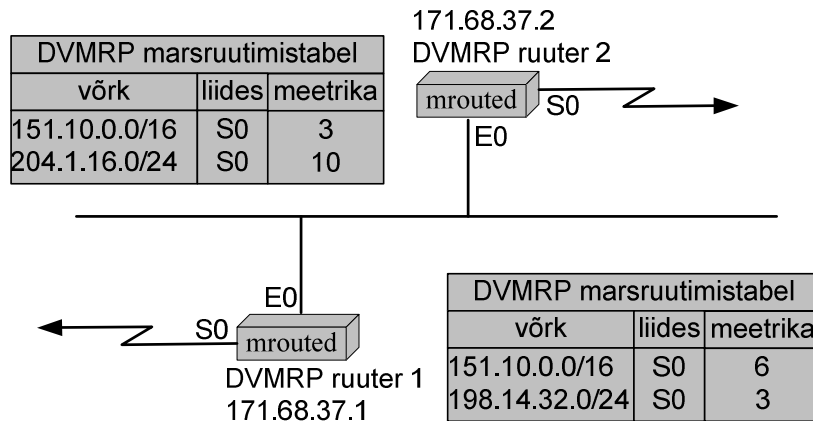 171.68.37.2
DVMRP ruuter 2
DVMRP marsruutimistabel
võrk liides meetrika
151.10.0.0/16 S0 3
204.1.16.0/24 S0 10
mrouted
S0
E0
E0
S0
mrouted
DVMRP ruuter 1
171.68.37.1
DVMRP marsruutimistabel
võrk liides meetrika
151.10.0.0/16 S0 6
198.14.32.0/24 S0 3